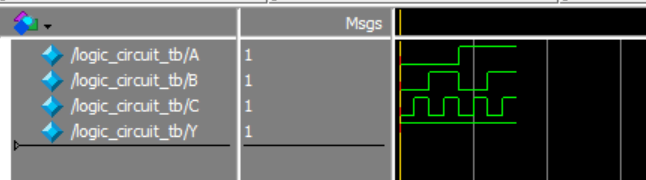 Msgs
/logic_circuit_tb/A 1
/logic_circuit_tb/B 1
/logic_circuit_tb/C 1
/logic_circuit_tb/Y 1